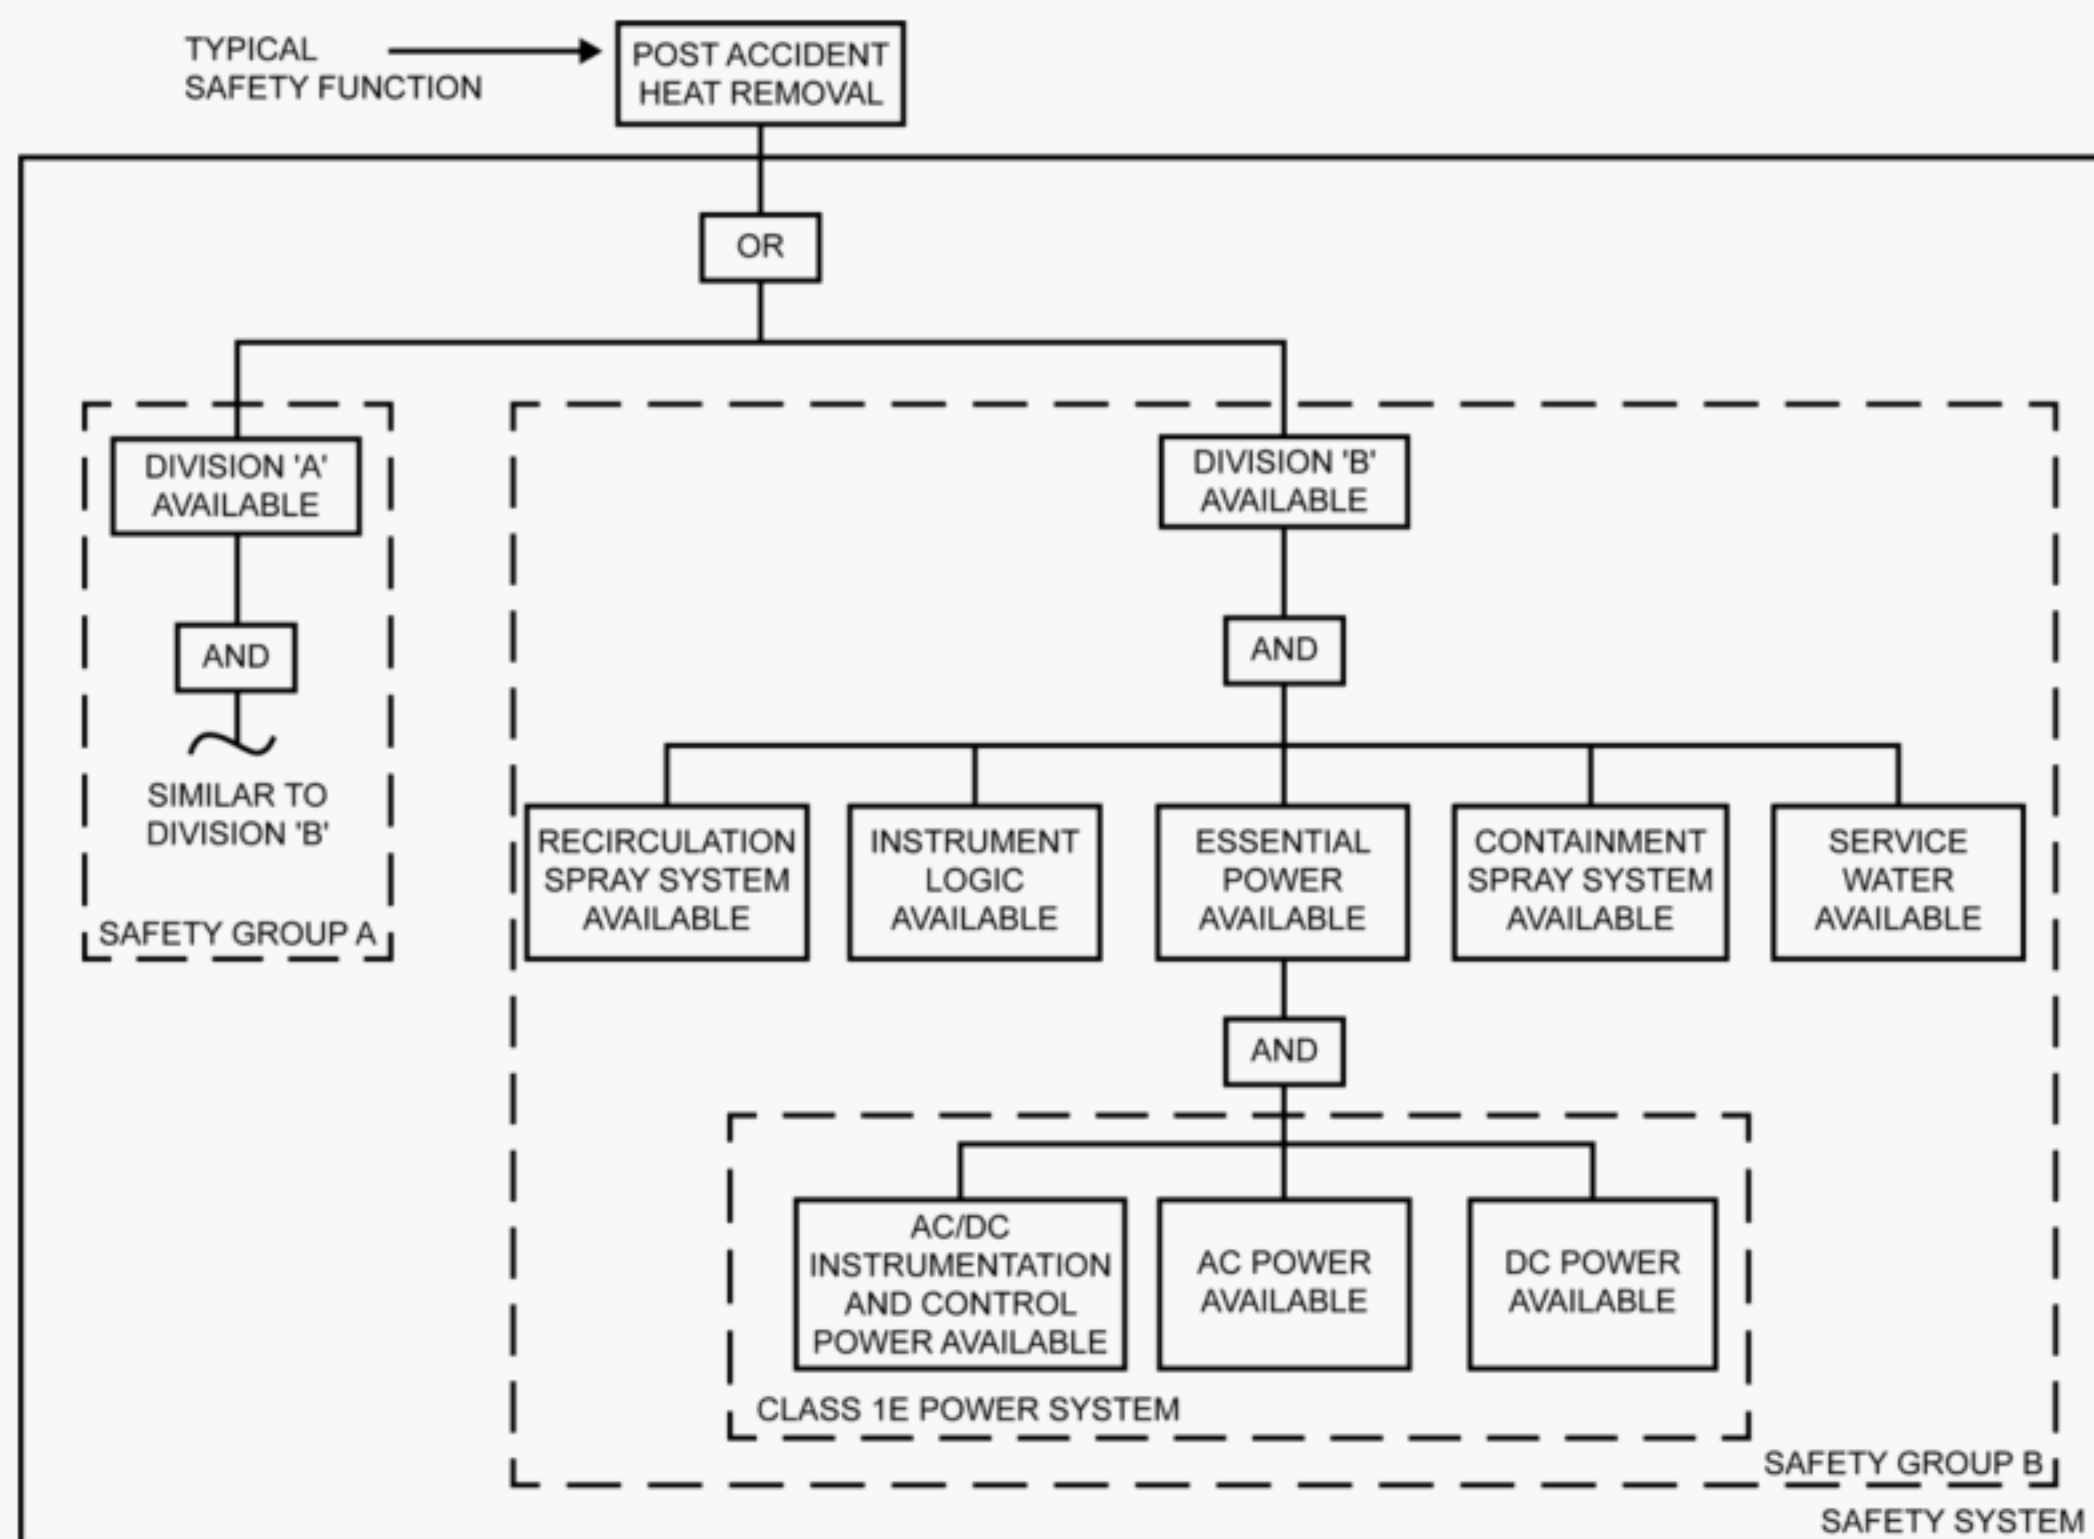 TYPICAL
SAFETY FUNCTION
POST ACCIDENT
HEAT REMOVAL
OR
DIVISION 'A'
AVAILABLE
AND
SIMILAR TO
DIVISION 'B'
SAFETY GROUP A
DIVISION 'B'
AVAILABLE
AND
RECIRCULATION
SPRAY SYSTEM
AVAILABLE
INSTRUMENT
LOGIC
AVAILABLE
ESSENTIAL
POWER
AVAILABLE
CONTAINMENT
SPRAY SYSTEM
AVAILABLE
SERVICE
WATER
AVAILABLE
AND
AC/DC
INSTRUMENTATION
AND CONTROL
POWER AVAILABLE
AC POWER
AVAILABLE
DC POWER
AVAILABLE
CLASS 1E POWER SYSTEM
SAFETY GROUP B
SAFETY SYSTEM